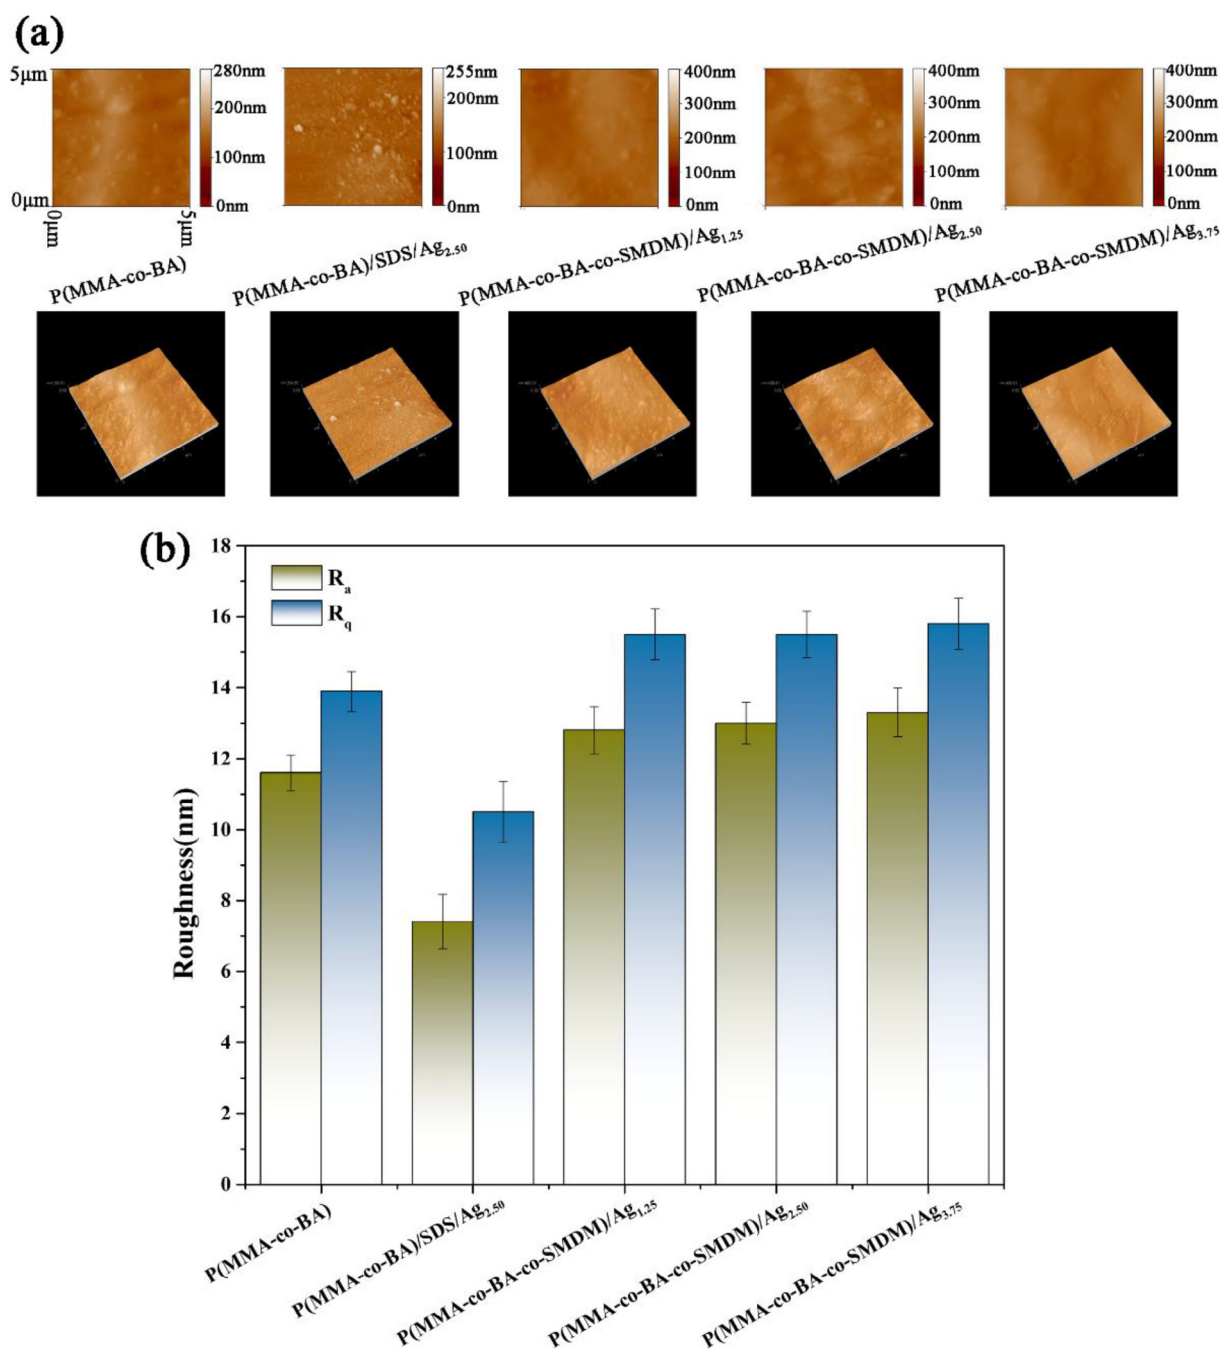 (a)
5μm
0μm
0μm
5μm
280nm
200nm
100nm
0nm
255nm
200nm
100nm
0nm
400nm
300nm
200nm
100nm
0nm
400nm
300nm
200nm
100nm
0nm
400nm
300nm
200nm
100nm
0nm
P(MMA-co-BA)
P(MMA-co-BA)/SDS/Ag2.50
P(MMA-co-BA-co-SMDM)/Ag1.25
P(MMA-co-BA-co-SMDM)/Ag2.50
P(MMA-co-BA-co-SMDM)/Ag3.75
(b)
18
16
14
12
10
8
6
4
2
0
Roughness(nm)
Ra
Rq
P(MMA-co-BA)
P(MMA-co-BA)/SDS/Ag2.50
P(MMA-co-BA-co-SMDM)/Ag1.25
P(MMA-co-BA-co-SMDM)/Ag2.50
P(MMA-co-BA-co-SMDM)/Ag3.75